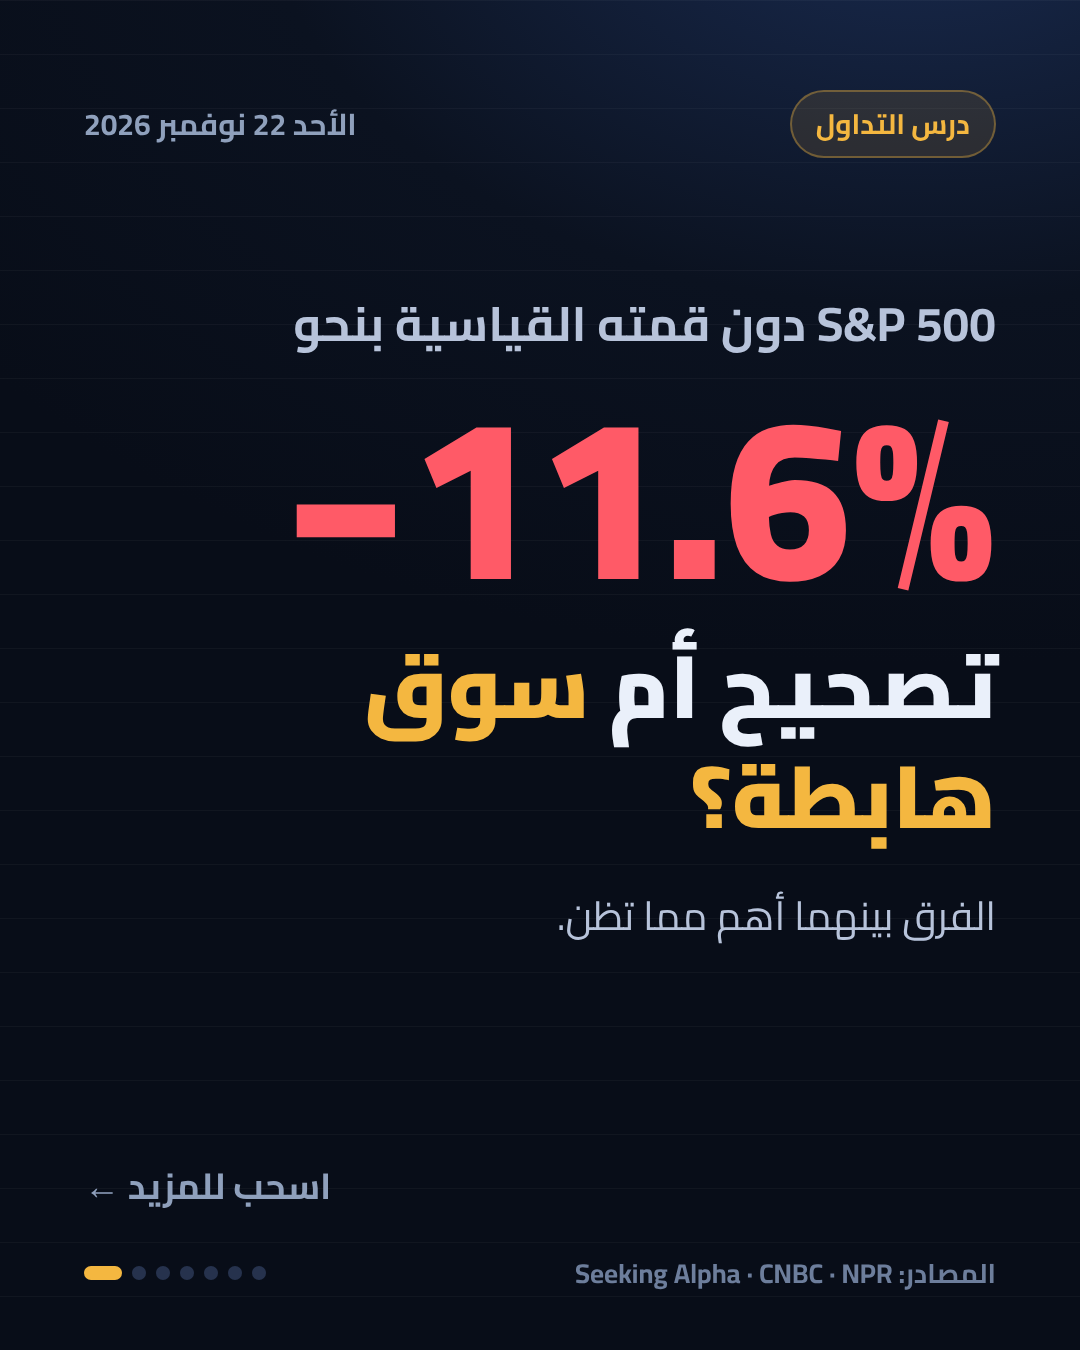 درس التداول
الأحد 22 نوفمبر 2026
S&P 500 دون قمته القياسية بنحو
–11.6%
تصحيح أم سوق
هابطة؟
الفرق بينهما أهم مما تظن.
اسحب للمزيد ←
المصادر: Seeking Alpha · CNBC · NPR